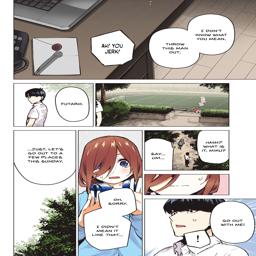 I DIDN'T
KNOW WHAT
YOU MEAN.
THROW
THIS MAN
OUT.
AH! YOU
JERK!
FUTARO.
HUH?
WHAT IS
IT, MIKU?
SAY...
UM...
...JUST, LET'S
GO OUT TO A
FEW PLACES
THIS SUNDAY.
GO OUT
WITH ME!
!
OH,
SORRY.
I DIDN'T
MEAN IT
LIKE THAT...